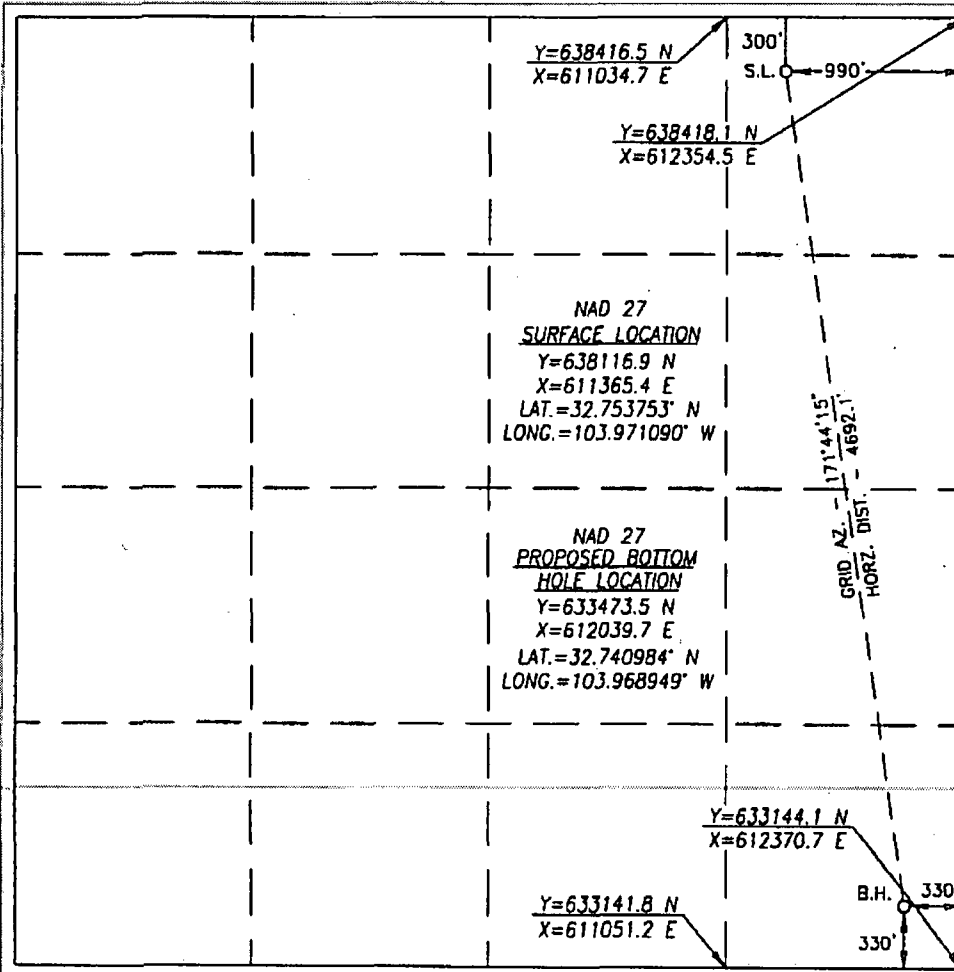 Y=638416.5 N
X=611034.7 E
300'
S.L.
990'
Y=638418.1 N
X=612354.5 E
NAD 27
SURFACE LOCATION
Y=638116.9 N
X=611365.4 E
LAT.=32.753753° N
LONG.=103.971090° W
GRID AZ. - 171°44'15"
HORZ. DIST. - 4692.1'
NAD 27
PROPOSED BOTTOM
HOLE LOCATION
Y=633473.5 N
X=612039.7 E
LAT.=32.740984° N
LONG.=103.968949° W
Y=633144.1 N
X=612370.7 E
B.H.
330
330'
Y=633141.8 N
X=611051.2 E